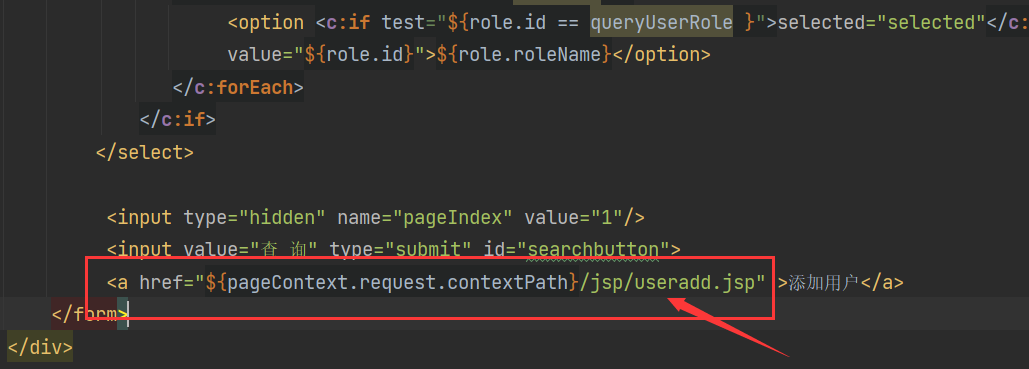 <option <c:if test="${role.id == queryUserRole }">selected="selected"</c:
value="${role.id}">${role.roleName}</option>
</c:forEach>
</c:if>
</select>
<input type="hidden" name="pageIndex" value="1"/>
<input value="查 询" type="submit" id="searchbutton">
<a href="${pageContext.request.contextPath}/jsp/useradd.jsp" >添加用户</a>
</form>
</div>